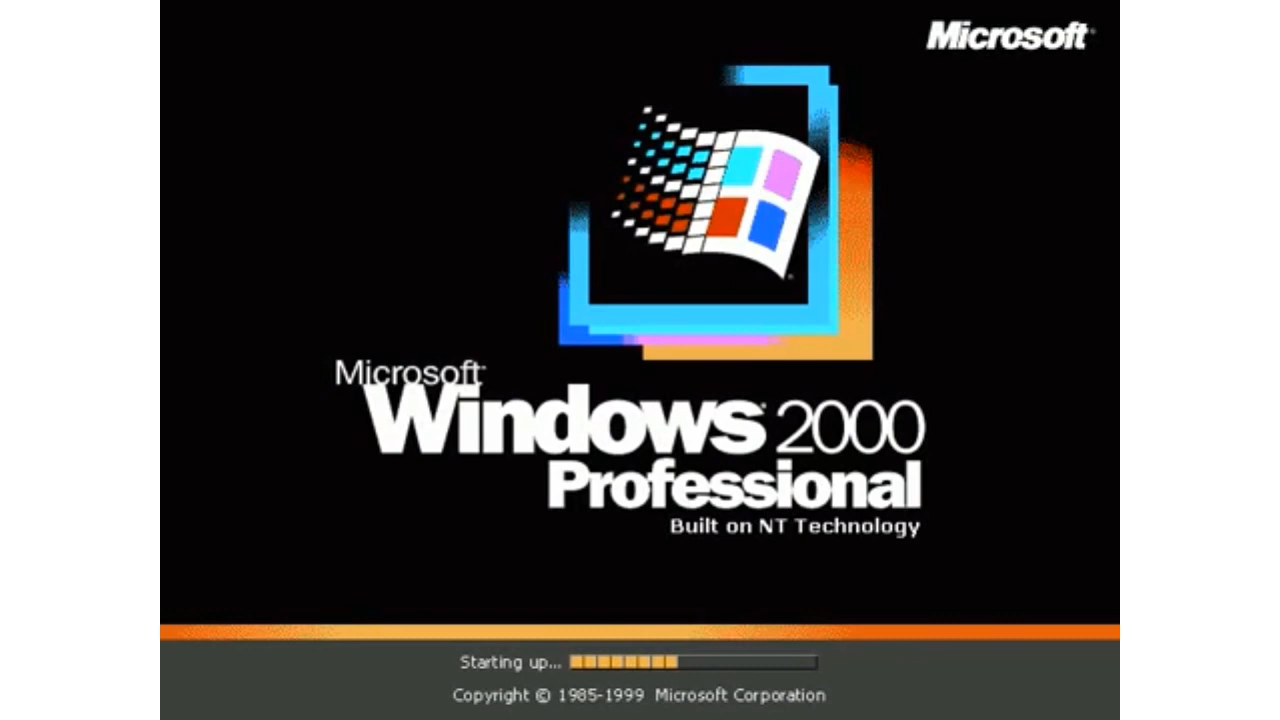 Microsoft®
Microsoft®
Windows® 2000
Professional
Built on NT Technology
Starting up...
Copyright © 1985-1999 Microsoft Corporation